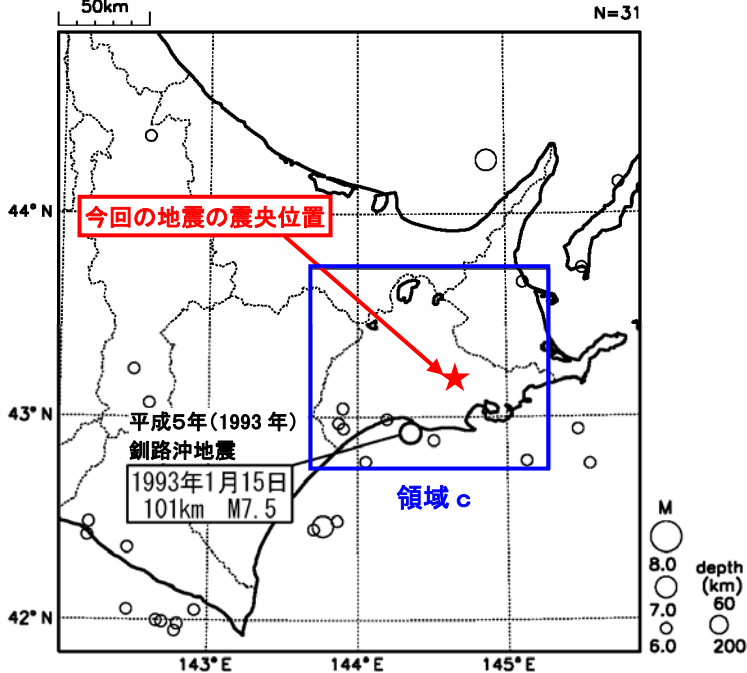 50km
N=31
44°N
今回の地震の震央位置
43°N
平成5年(1993年)
釧路沖地震
1993年1月15日
101km M7.5
領域c
M
8.0
7.0
6.0
depth
(km)
60
200
42°N
143°E
144°E
145°E